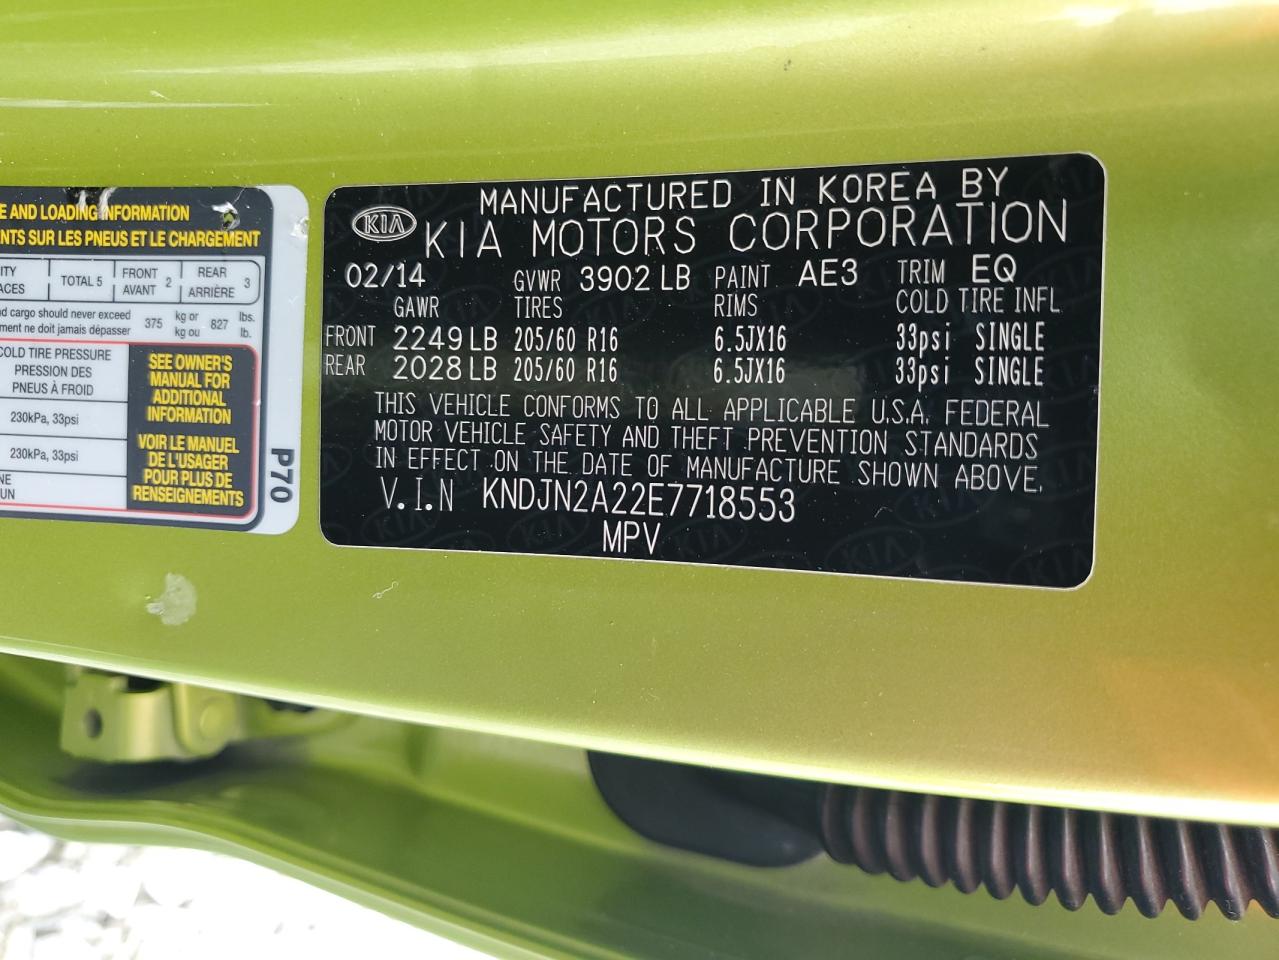 E AND LOADING INFORMATION
NTS SUR LES PNEUS ET LE CHARGEMENT
ITY TOTAL 5 FRONT 2 REAR 3
ACES AVANT ARRIÈRE
nd cargo should never exceed 375 kg or 827 lbs.
ment ne doit jamais dépasser kg ou lb.
COLD TIRE PRESSURE
PRESSION DES
PNEUS À FROID
230kPa, 33psi
230kPa, 33psi
NE
UN
SEE OWNER'S
MANUAL FOR
ADDITIONAL
INFORMATION
VOIR LE MANUEL
DE L'USAGER
POUR PLUS DE
RENSEIGNEMENTS
P70
MANUFACTURED IN KOREA BY
KIA KIA MOTORS CORPORATION
02/14 GVWR 3902 LB PAINT AE3 TRIM EQ
GAWR TIRES RIMS COLD TIRE INFL
FRONT 2249 LB 205/60 R16 6.5JX16 33psi SINGLE
REAR 2028 LB 205/60 R16 6.5JX16 33psi SINGLE
THIS VEHICLE CONFORMS TO ALL APPLICABLE U.S.A. FEDERAL
MOTOR VEHICLE SAFETY AND THEFT PREVENTION STANDARDS
IN EFFECT ON THE DATE OF MANUFACTURE SHOWN ABOVE.
V.I.N KNDJN2A22E7718553
MPV